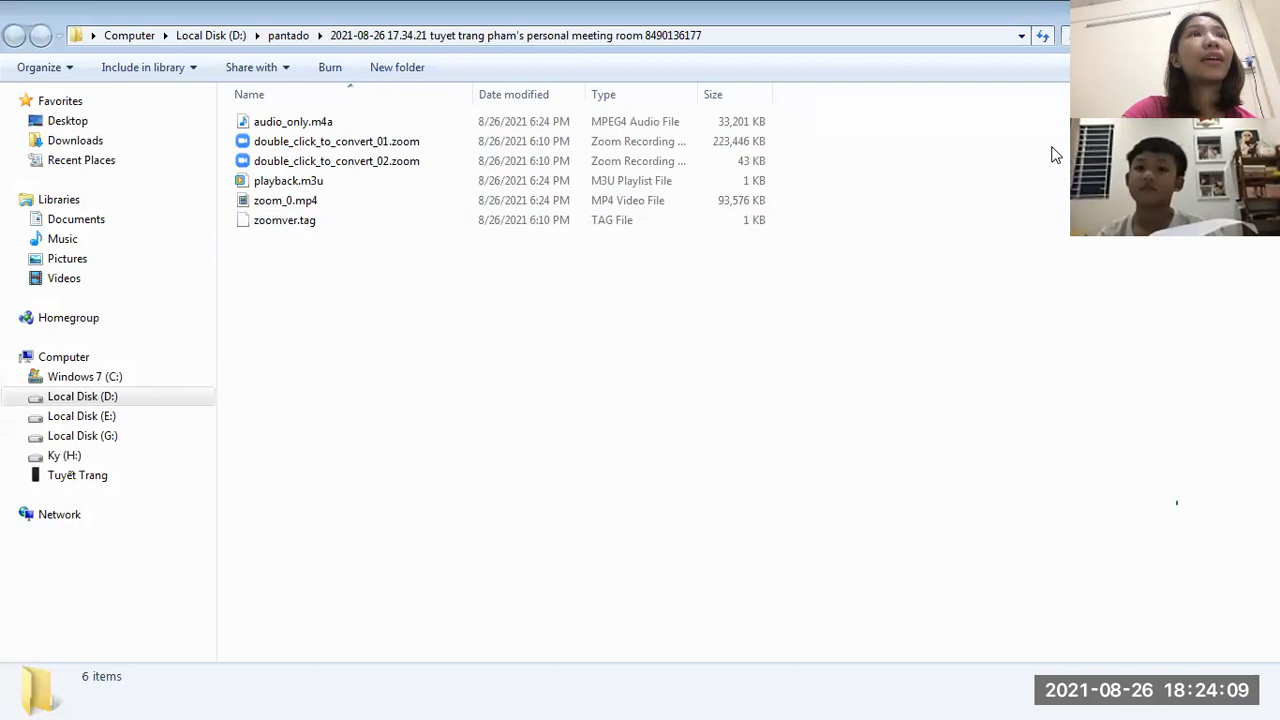 Computer Local Disk (D:) pantado 2021-08-26 17.34.21 tuyet trang pham's personal meeting room 8490136177
Organize Include in library Share with Burn New folder
Name Date modified Type Size
Favorites
Desktop
Downloads
Recent Places
Libraries
Documents
Music
Pictures
Videos
Homegroup
Computer
Windows 7 (C:)
Local Disk (D:)
Local Disk (E:)
Local Disk (G:)
Ky (H:)
Tuyết Trang
Network
audio_only.m4a 8/26/2021 6:24 PM MPEG4 Audio File 33,201 KB
double_click_to_convert_01.zoom 8/26/2021 6:10 PM Zoom Recording ... 223,446 KB
double_click_to_convert_02.zoom 8/26/2021 6:10 PM Zoom Recording ... 43 KB
playback.m3u 8/26/2021 6:24 PM M3U Playlist File 1 KB
zoom_0.mp4 8/26/2021 6:24 PM MP4 Video File 93,576 KB
zoomver.tag 8/26/2021 6:10 PM TAG File 1 KB
6 items
2021-08-26 18:24:09